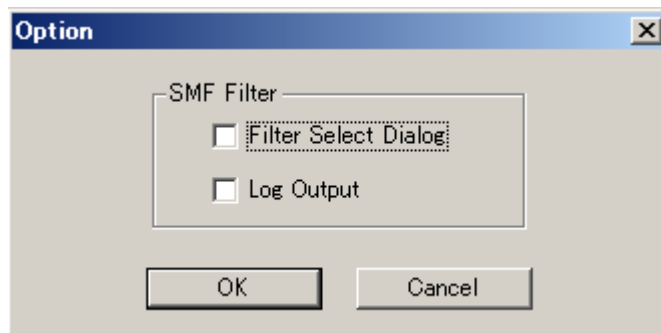 Option
SMF Filter
Filter Select Dialog
Log Output
OK
Cancel